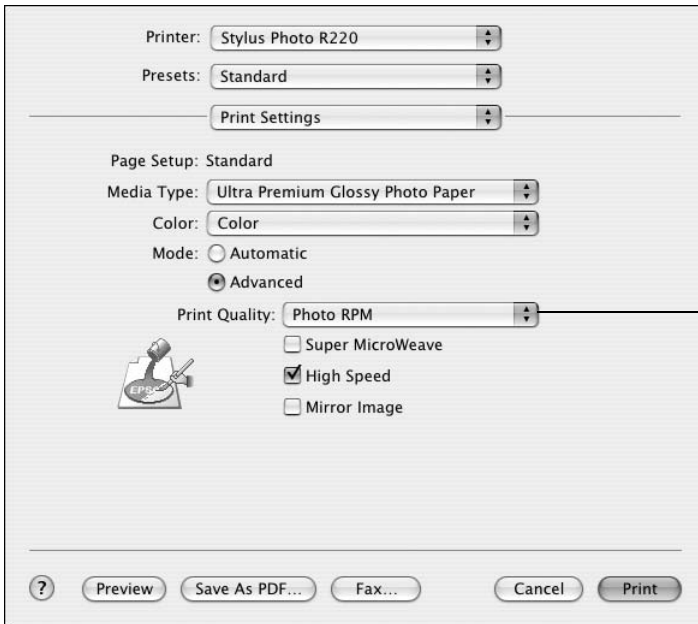 Printer: Stylus Photo R220
Presets: Standard
Print Settings
Page Setup: Standard
Media Type: Ultra Premium Glossy Photo Paper
Color: Color
Mode: Automatic
Advanced
Print Quality: Photo RPM
Super MicroWeave
High Speed
Mirror Image
EPSO
? Preview Save As PDF... Fax... Cancel Print